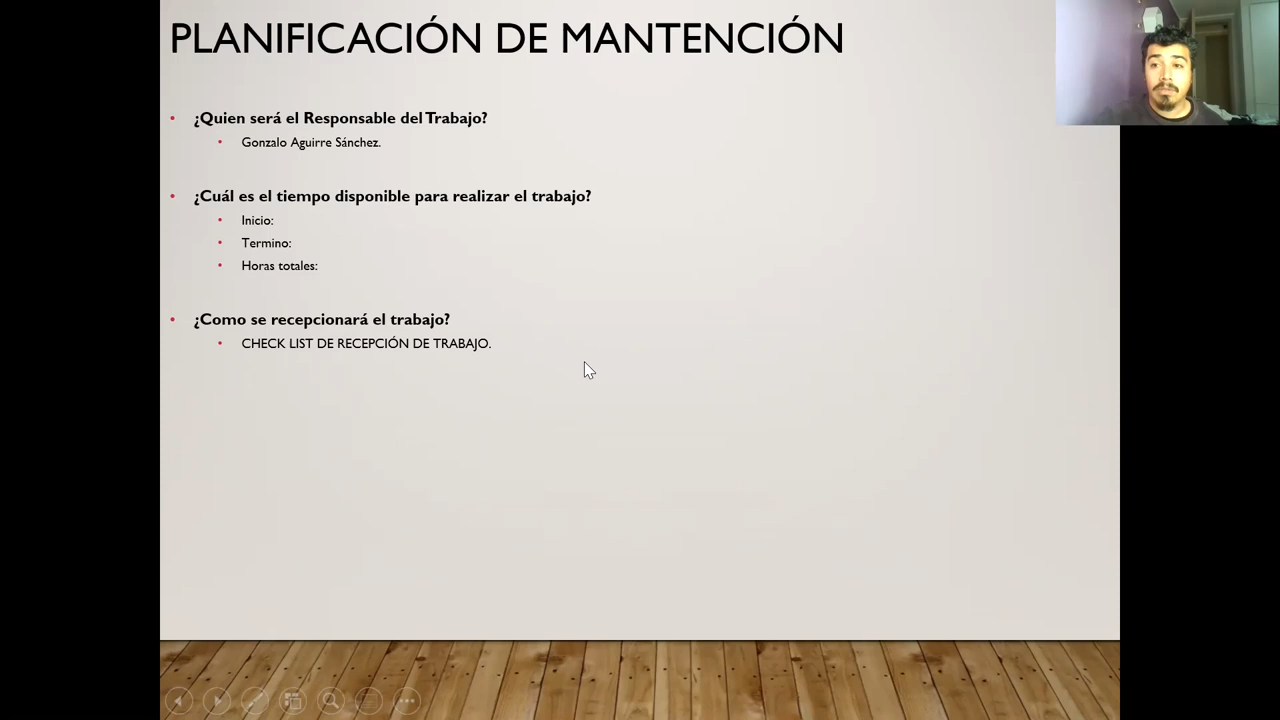 PLANIFICACIÓN DE MANTENCIÓN
¿Quien será el Responsable del Trabajo?
Gonzalo Aguirre Sánchez.
¿Cuál es el tiempo disponible para realizar el trabajo?
Inicio:
Termino:
Horas totales:
¿Como se recepcionará el trabajo?
CHECK LIST DE RECEPCIÓN DE TRABAJO.